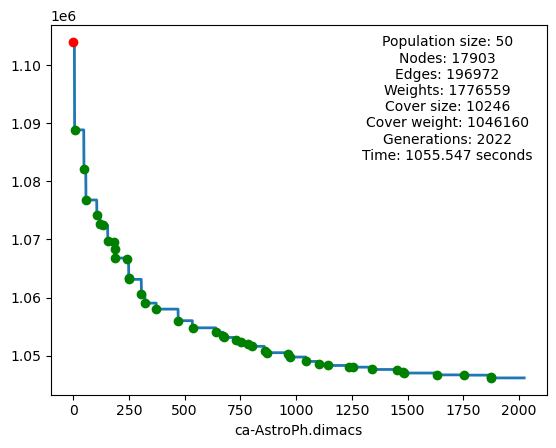 1e6
Population size: 50
Nodes: 17903
Edges: 196972
Weights: 1776559
Cover size: 10246
Cover weight: 1046160
Generations: 2022
Time: 1055.547 seconds
1.10
1.09
1.08
1.07
1.06
1.05
0 250 500 750 1000 1250 1500 1750 2000
ca-AstroPh.dimacs